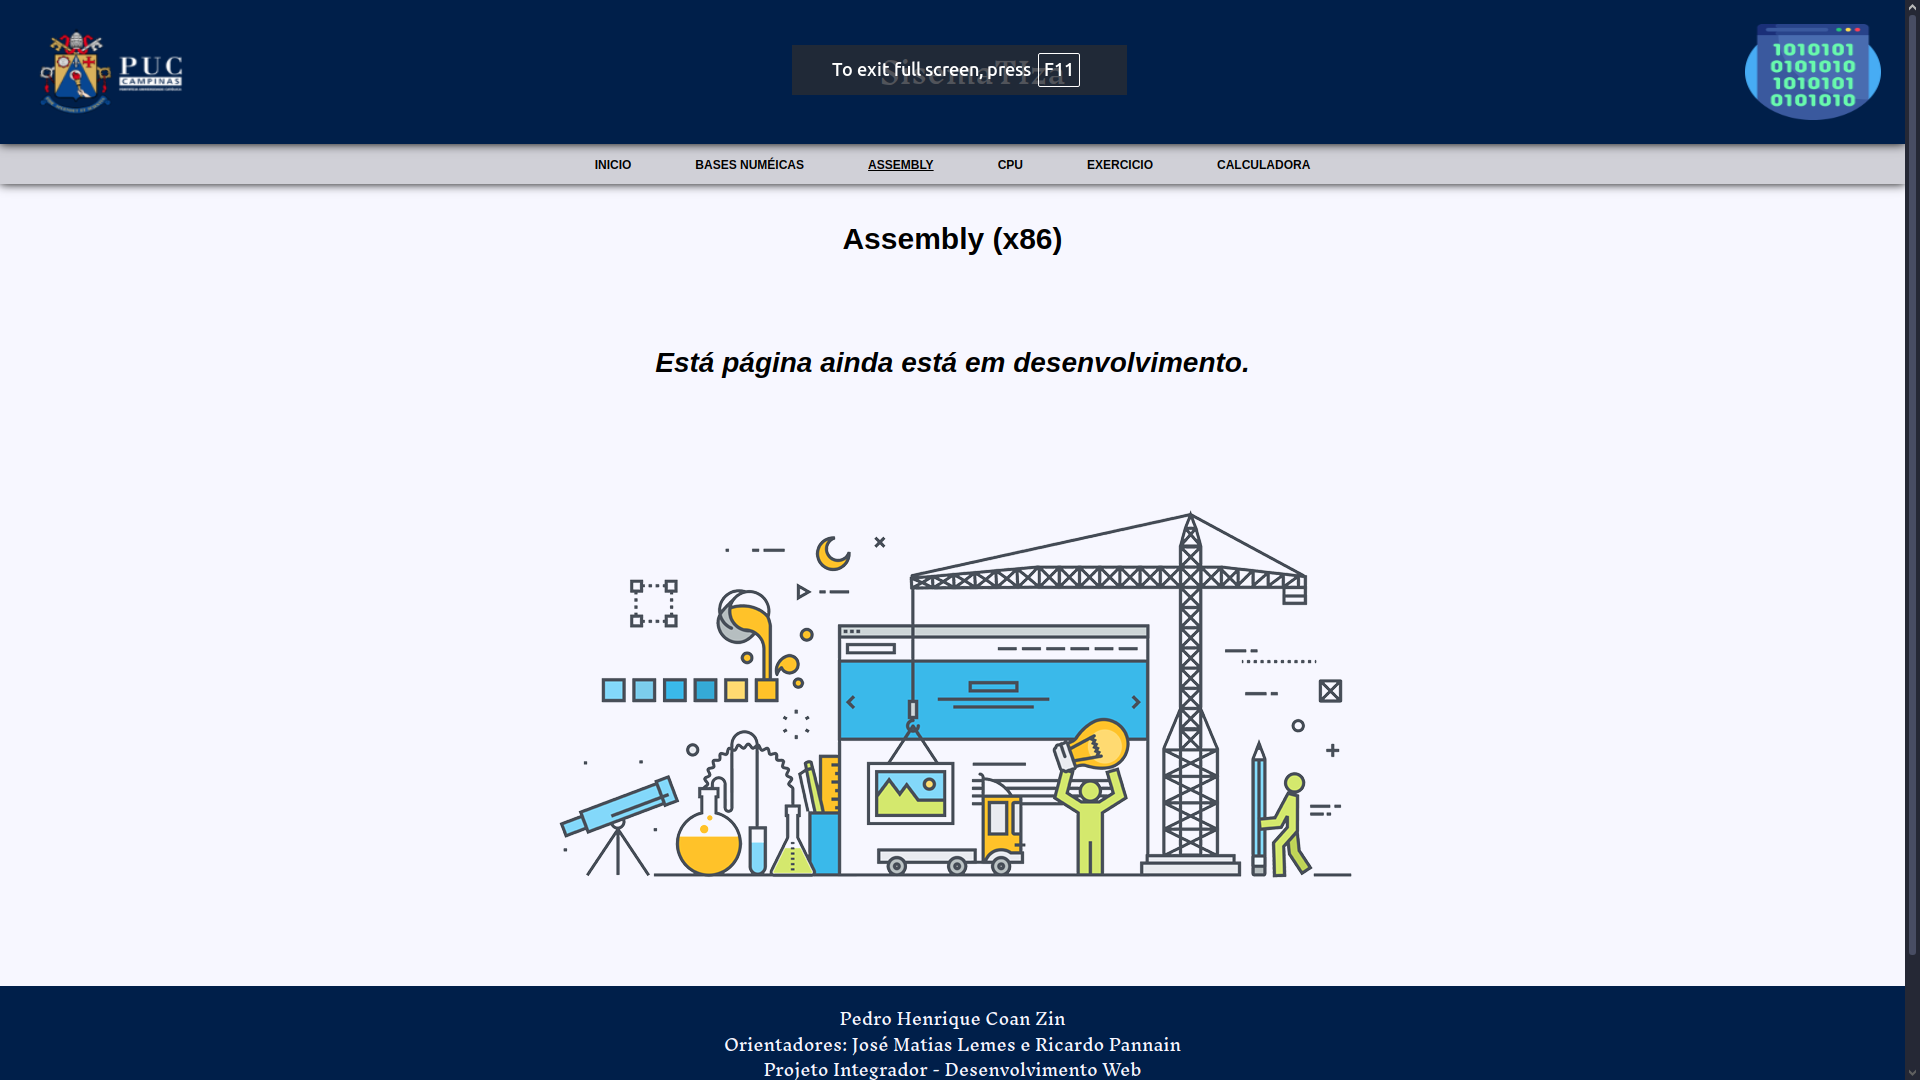 PUC
CAMPINAS
To exit full screen, press F11
SistemaTIza
1010101
0101010
1010101
0101010
INICIO
BASES NUMÉICAS
ASSEMBLY
CPU
EXERCICIO
CALCULADORA
Assembly (x86)
Está página ainda está em desenvolvimento.
Pedro Henrique Coan Zin
Orientadores: José Matias Lemes e Ricardo Pannain
Projeto Integrador - Desenvolvimento Web